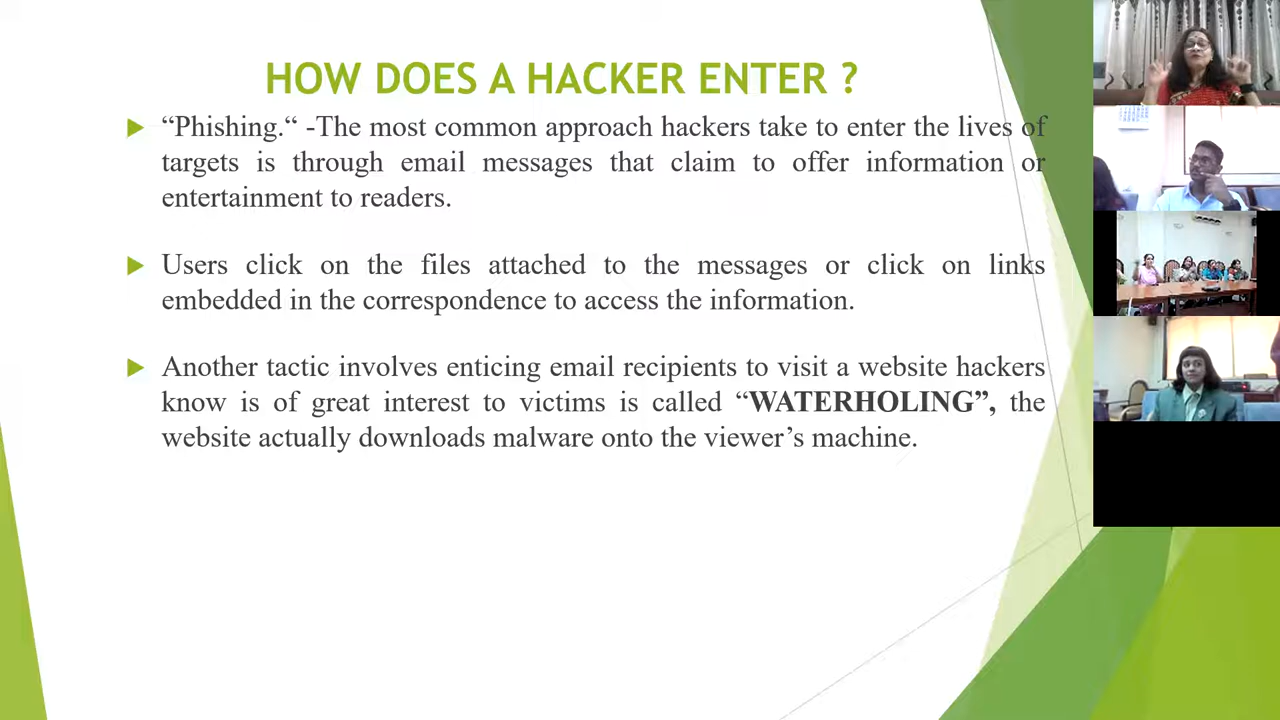 HOW DOES A HACKER ENTER ?
“Phishing.“ -The most common approach hackers take to enter the lives of
targets is through email messages that claim to offer information or
entertainment to readers.
Users click on the files attached to the messages or click on links
embedded in the correspondence to access the information.
Another tactic involves enticing email recipients to visit a website hackers
know is of great interest to victims is called “WATERHOLING”, the
website actually downloads malware onto the viewer’s machine.